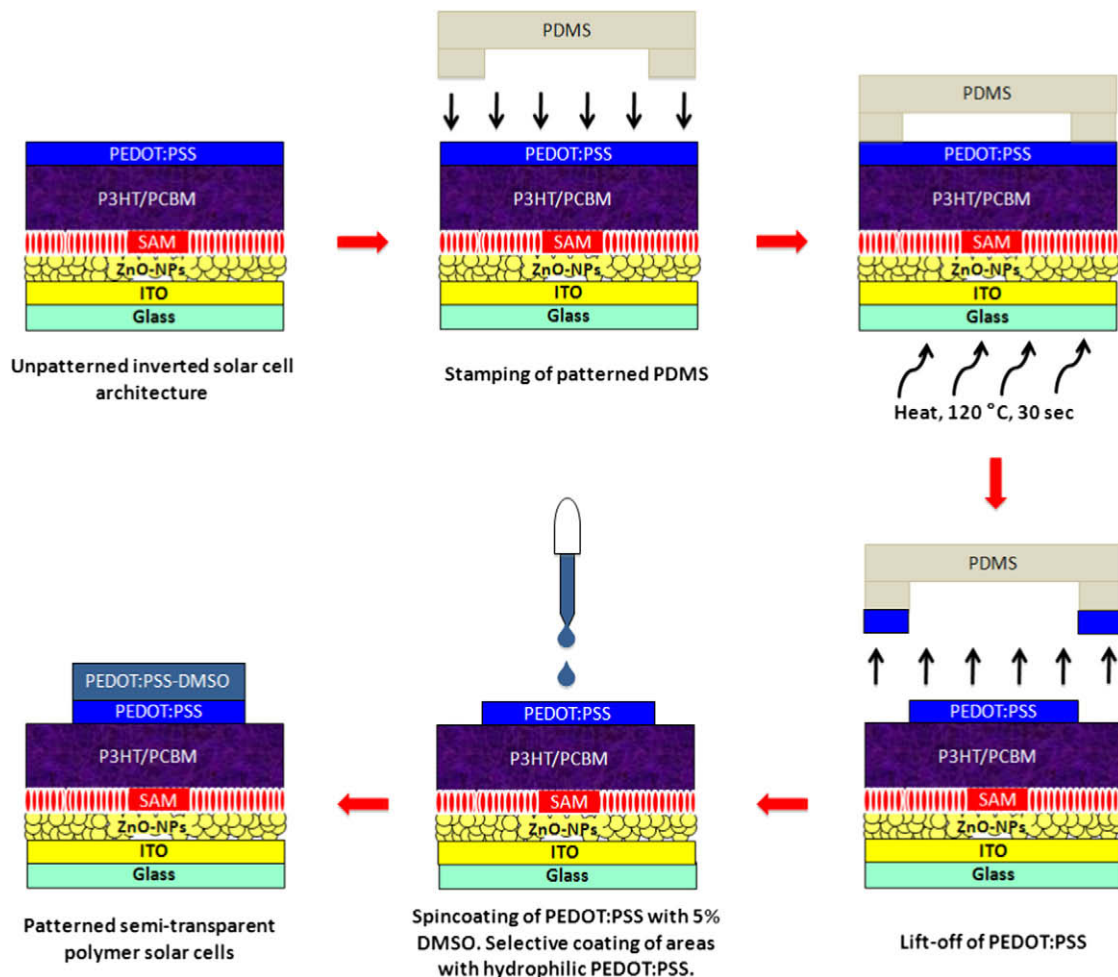 PEDOT:PSS
P3HT/PCBM
SAM
ZnO-NPs
ITO
Glass
Unpatterned inverted solar cell
architecture
PDMS
PEDOT:PSS
P3HT/PCBM
SAM
ZnO-NPs
ITO
Glass
Stamping of patterned PDMS
PDMS
PEDOT:PSS
P3HT/PCBM
SAM
ZnO-NPs
ITO
Glass
Heat, 120 °C, 30 sec
PDMS
PEDOT:PSS
P3HT/PCBM
SAM
ZnO-NPs
ITO
Glass
Lift-off of PEDOT:PSS
PEDOT:PSS
P3HT/PCBM
SAM
ZnO-NPs
ITO
Glass
Spincoating of PEDOT:PSS with 5%
DMSO. Selective coating of areas
with hydrophilic PEDOT:PSS.
PEDOT:PSS-DMSO
PEDOT:PSS
P3HT/PCBM
SAM
ZnO-NPs
ITO
Glass
Patterned semi-transparent
polymer solar cells